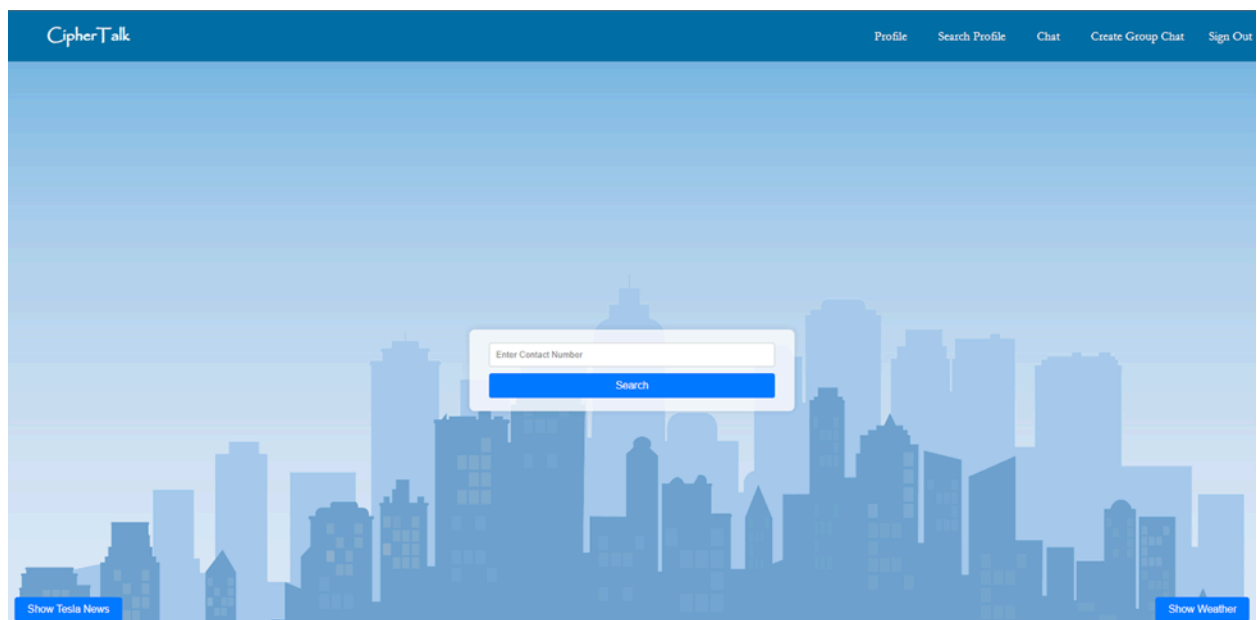 CipherTalk
Profile Search Profile Chat Create Group Chat Sign Out
Enter Contact Number
Search
Show Tesla News Show Weather